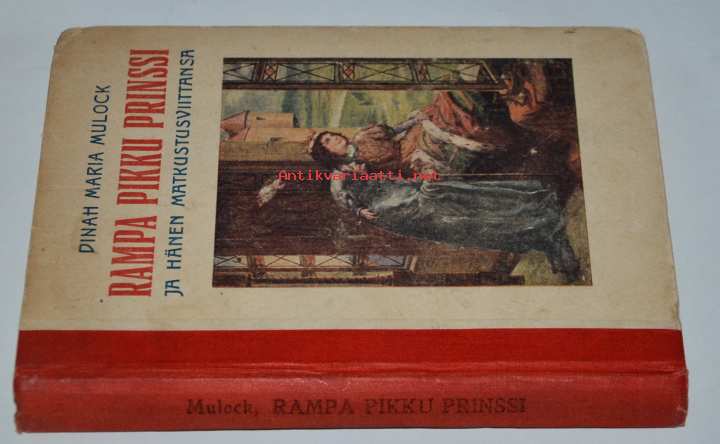 DINAH MARIA MULOCK
RAMPA PIKKU PRINSSI
JA HÄNEN MATKUSTUSVIITTANSA
Antikvariaatti.net
Mulock, RAMPA PIKKU PRINSSI